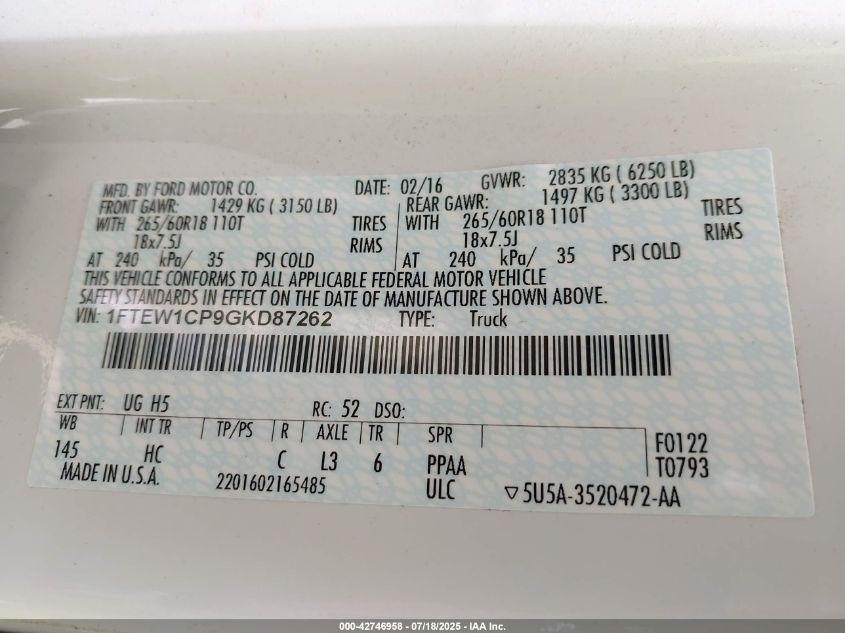 MFD. BY FORD MOTOR CO. DATE: 02/16 GVWR: 2835 KG ( 6250 LB)
FRONT GAWR: 1429 KG ( 3150 LB) REAR GAWR: 1497 KG ( 3300 LB)
WITH 265/60R18 110T TIRES WITH 265/60R18 110T TIRES
18x7.5J RIMS 18x7.5J RIMS
AT 240 kPa/ 35 PSI COLD AT 240 kPa/ 35 PSI COLD
THIS VEHICLE CONFORMS TO ALL APPLICABLE FEDERAL MOTOR VEHICLE
SAFETY STANDARDS IN EFFECT ON THE DATE OF MANUFACTURE SHOWN ABOVE.
VIN: 1FTEW1CP9GKD87262 TYPE: Truck
EXT PNT: UG H5 RC: 52 DSO:
WB INT TR TP/PS R AXLE TR SPR
145 HC C L3 6 PPAA F0122
T0793
MADE IN U.S.A. 2201602165485 ULC ▽5U5A-3520472-AA
000-42746958 - 07/18/2025 - IAA Inc.